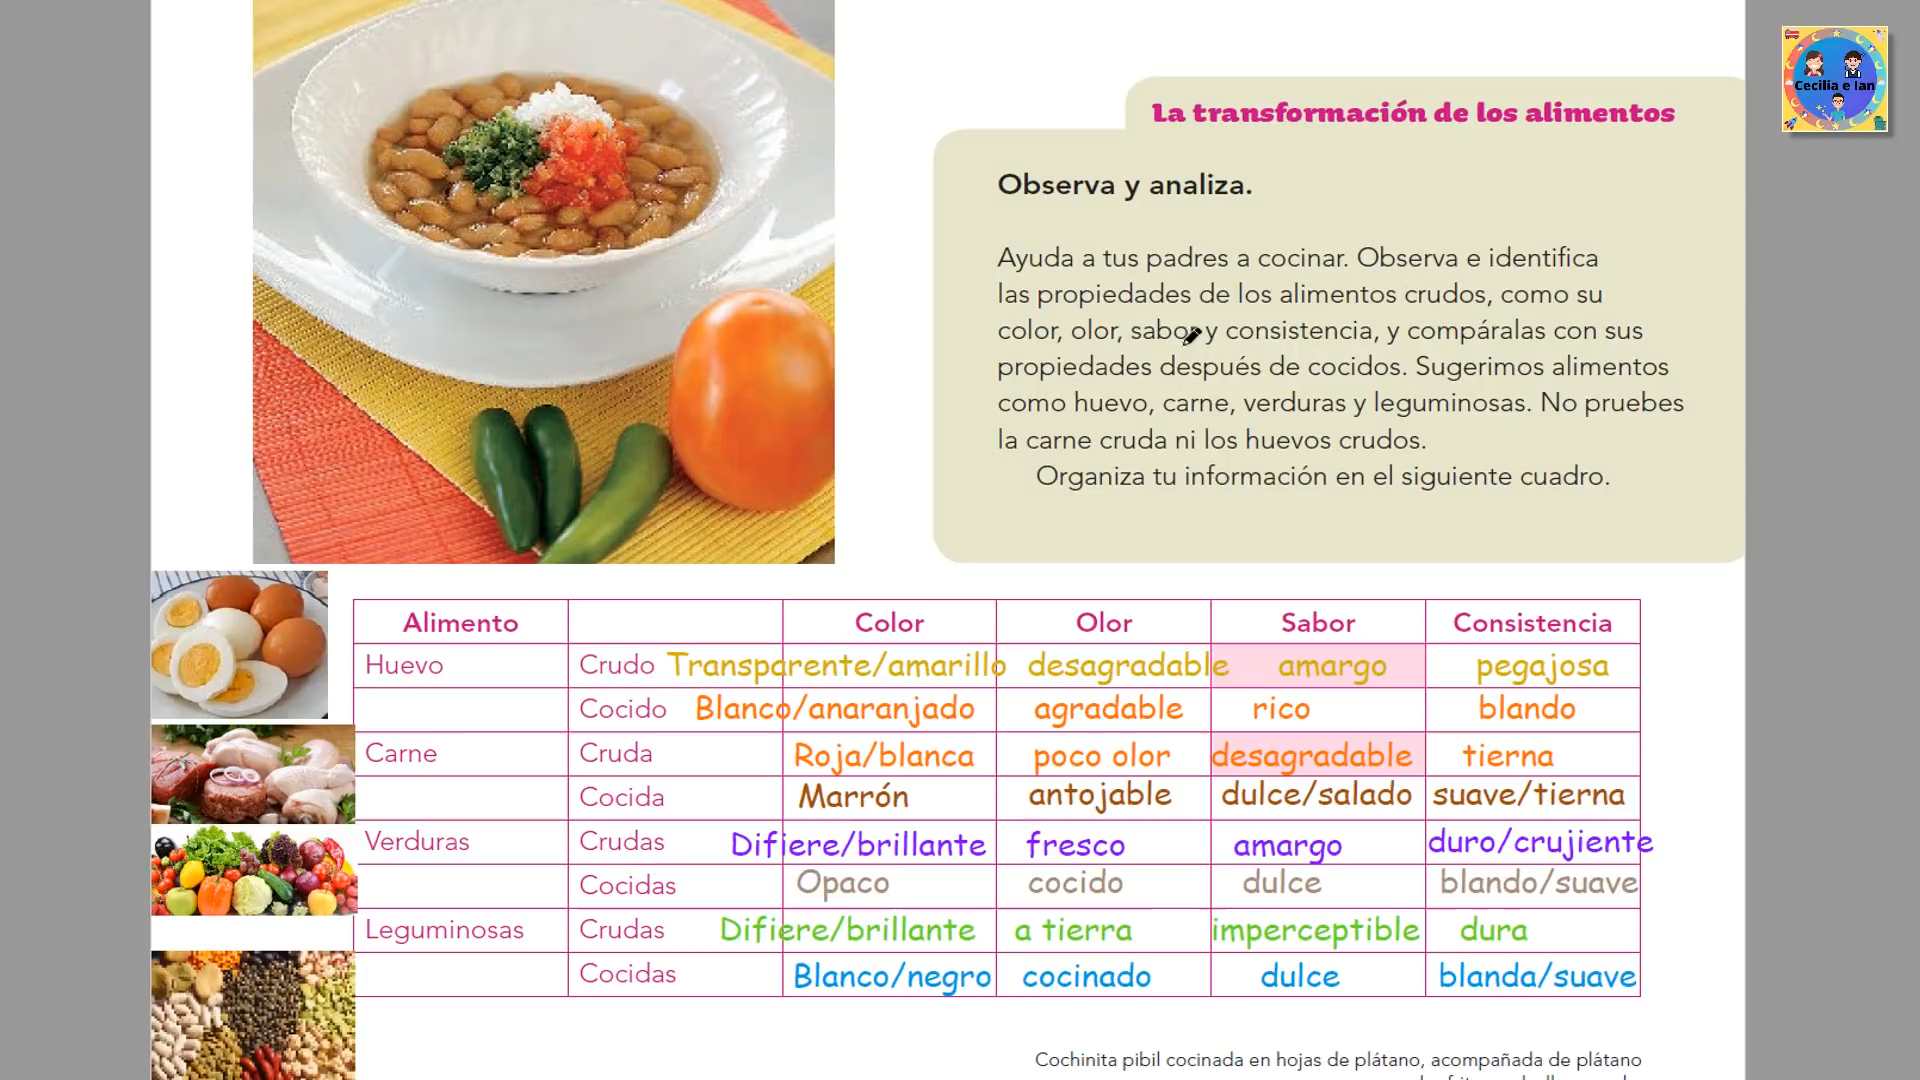 Cecilia e Ian
La transformación de los alimentos
Observa y analiza.
Ayuda a tus padres a cocinar. Observa e identifica
las propiedades de los alimentos crudos, como su
color, olor, sabor y consistencia, y compáralas con sus
propiedades después de cocidos. Sugerimos alimentos
como huevo, carne, verduras y leguminosas. No pruebes
la carne cruda ni los huevos crudos.
Organiza tu información en el siguiente cuadro.
Alimento Color Olor Sabor Consistencia
Huevo Crudo Transparente/amarillo desagradable amargo pegajosa
Cocido Blanco/anaranjado agradable rico blando
Carne Cruda Roja/blanca poco olor desagradable tierna
Cocida Marrón antojable dulce/salado suave/tierna
Verduras Crudas Difiere/brillante fresco amargo duro/crujiente
Cocidas Opaco cocido dulce blando/suave
Leguminosas Crudas Difiere/brillante a tierra imperceptible dura
Cocidas Blanco/negro cocinado dulce blanda/suave
Cochinita pibil cocinada en hojas de plátano, acompañada de plátano